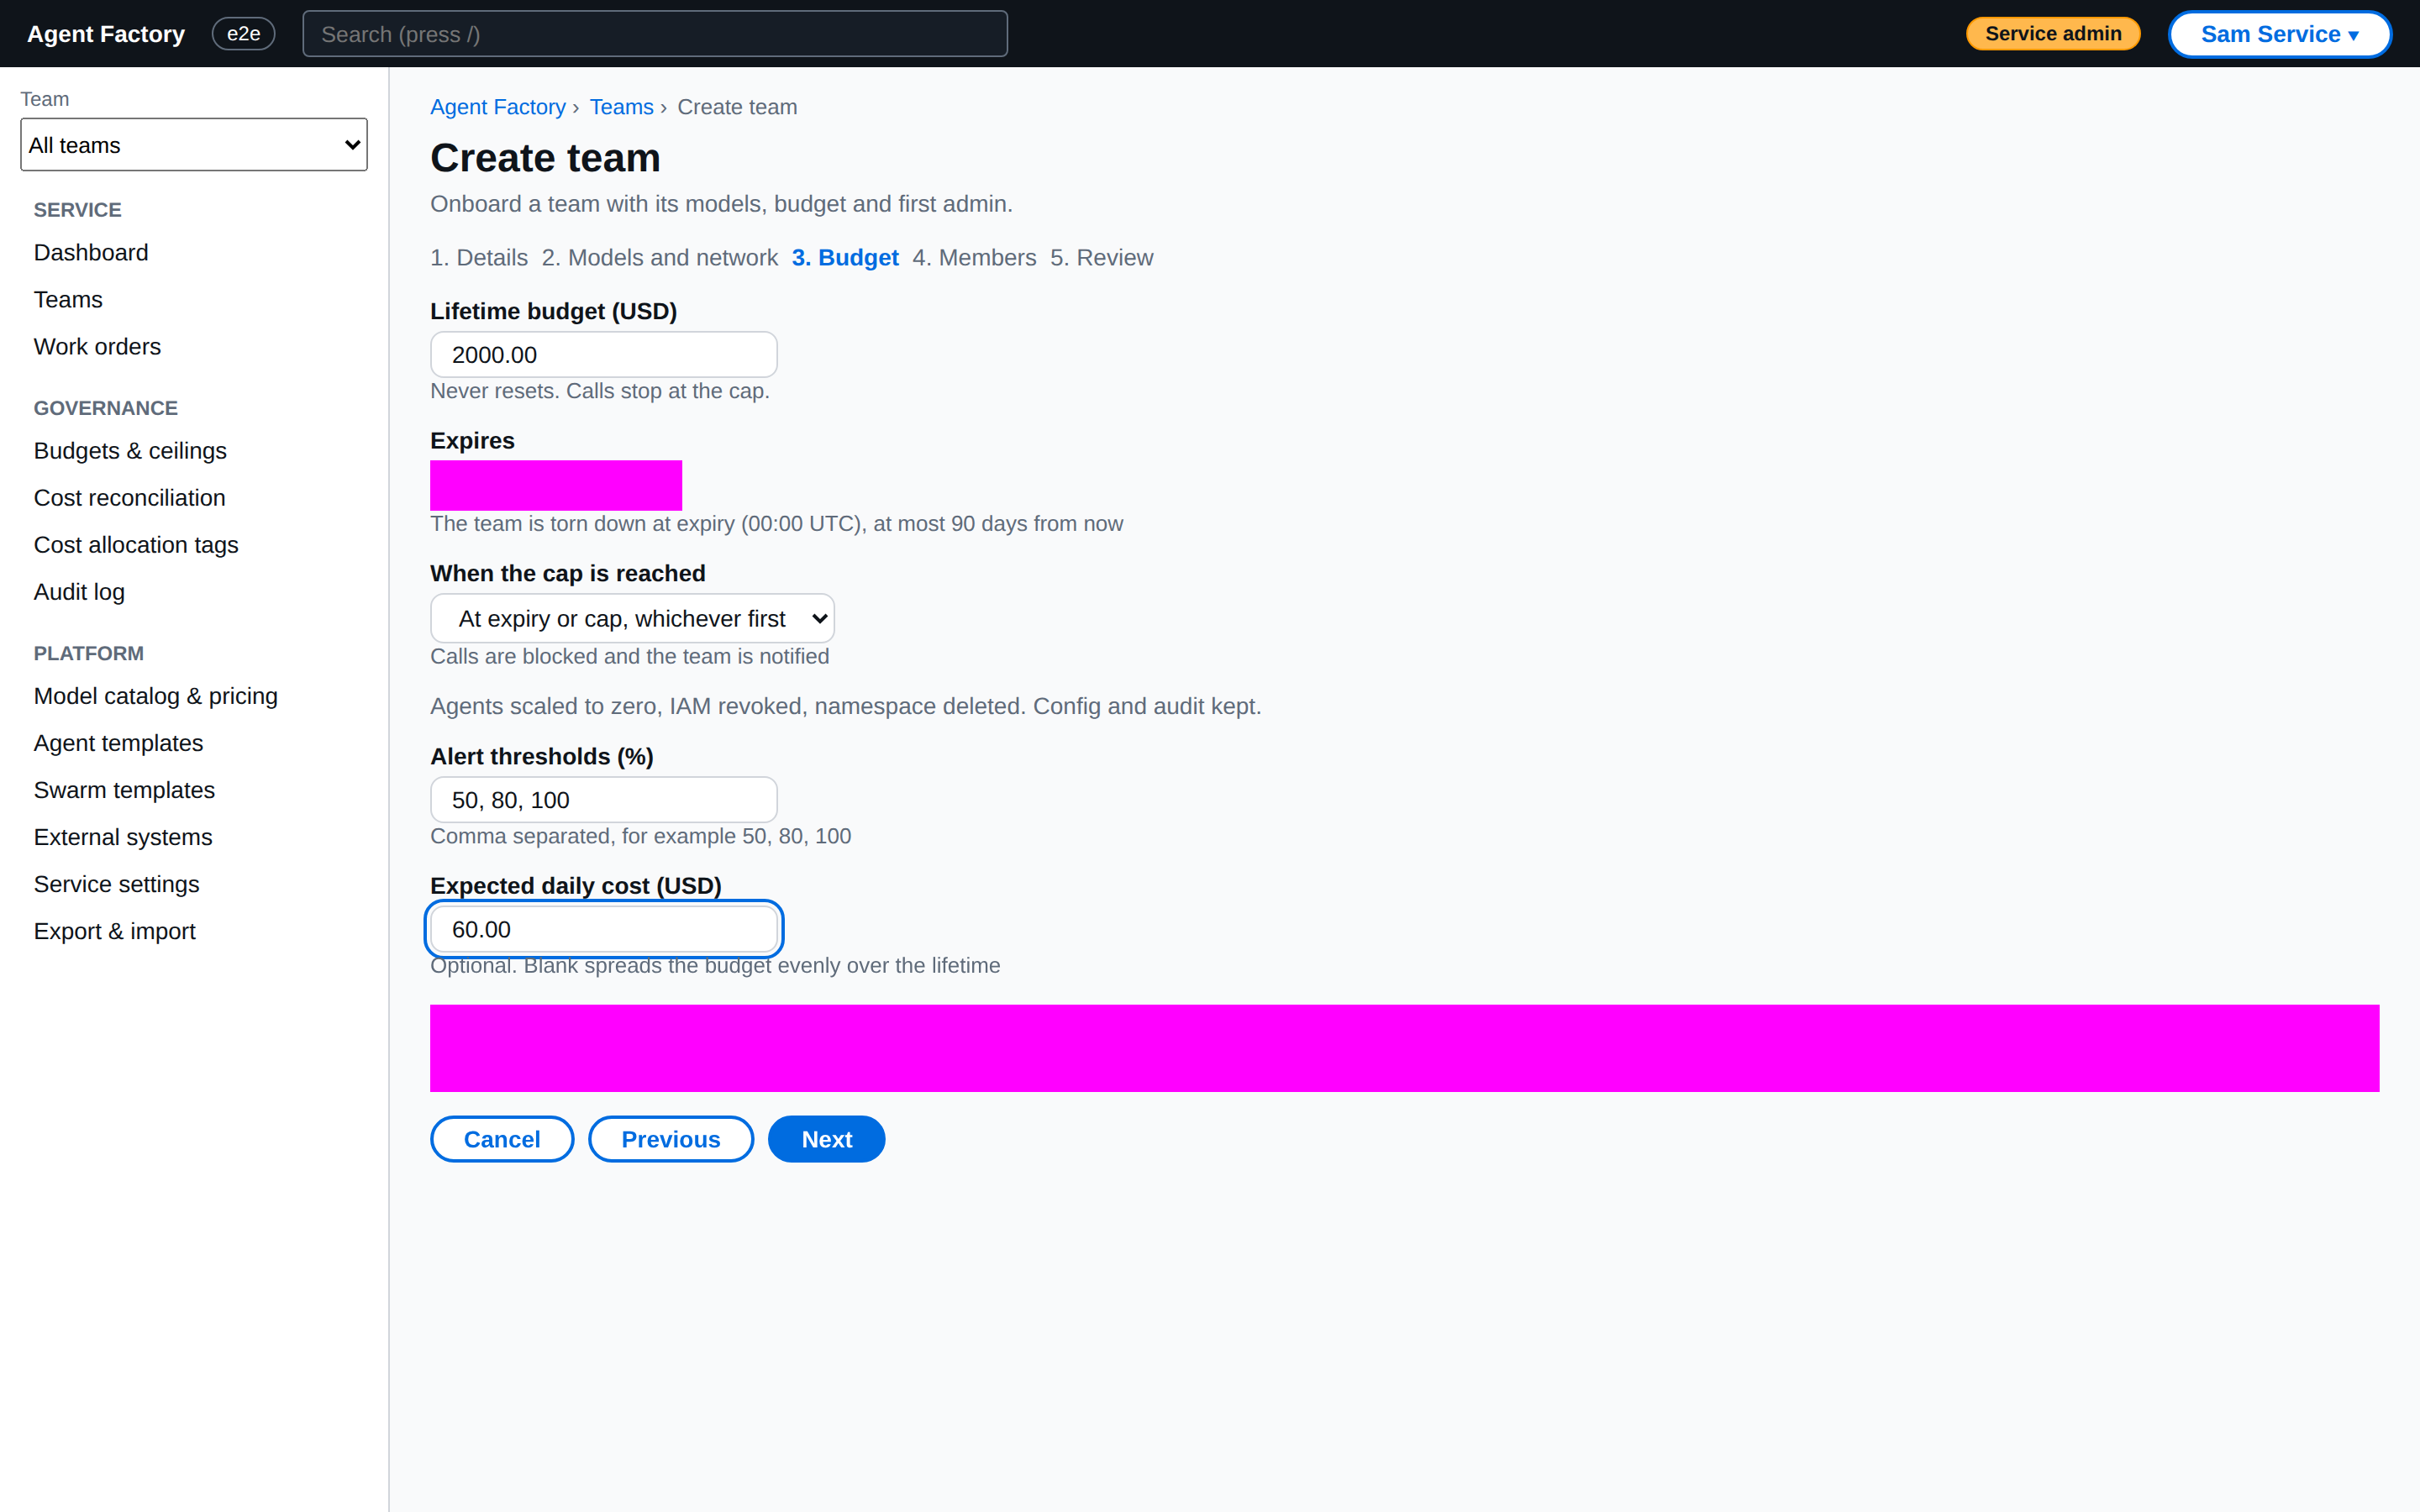 Agent Factory e2e Search (press /) Service admin Sam Service ▾
Team
All teams
SERVICE
Dashboard
Teams
Work orders
GOVERNANCE
Budgets & ceilings
Cost reconciliation
Cost allocation tags
Audit log
PLATFORM
Model catalog & pricing
Agent templates
Swarm templates
External systems
Service settings
Export & import
Agent Factory › Teams › Create team
Create team
Onboard a team with its models, budget and first admin.
1. Details 2. Models and network 3. Budget 4. Members 5. Review
Lifetime budget (USD)
2000.00
Never resets. Calls stop at the cap.
Expires
The team is torn down at expiry (00:00 UTC), at most 90 days from now
When the cap is reached
At expiry or cap, whichever first
Calls are blocked and the team is notified
Agents scaled to zero, IAM revoked, namespace deleted. Config and audit kept.
Alert thresholds (%)
50, 80, 100
Comma separated, for example 50, 80, 100
Expected daily cost (USD)
60.00
Optional. Blank spreads the budget evenly over the lifetime
Cancel Previous Next